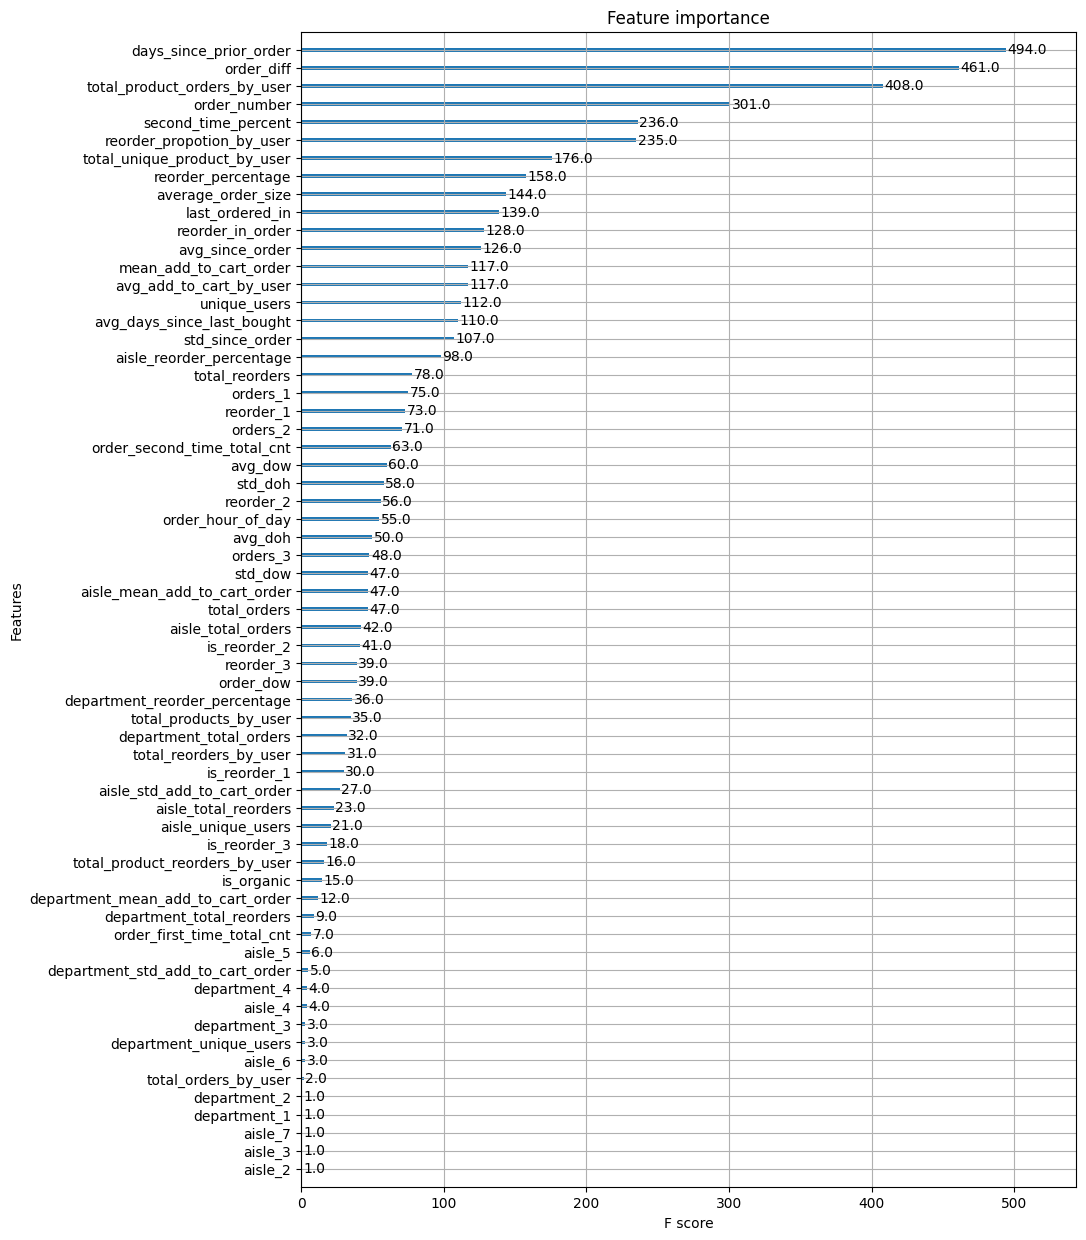 Feature importance
days_since_prior_order 494.0
order_diff 461.0
total_product_orders_by_user 408.0
order_number 301.0
second_time_percent 236.0
reorder_propotion_by_user 235.0
total_unique_product_by_user 176.0
reorder_percentage 158.0
average_order_size 144.0
last_ordered_in 139.0
reorder_in_order 128.0
avg_since_order 126.0
mean_add_to_cart_order 117.0
avg_add_to_cart_by_user 117.0
unique_users 112.0
avg_days_since_last_bought 110.0
std_since_order 107.0
aisle_reorder_percentage 98.0
total_reorders 78.0
orders_1 75.0
reorder_1 73.0
orders_2 71.0
order_second_time_total_cnt 63.0
avg_dow 60.0
std_doh 58.0
reorder_2 56.0
order_hour_of_day 55.0
avg_doh 50.0
orders_3 48.0
std_dow 47.0
aisle_mean_add_to_cart_order 47.0
total_orders 47.0
aisle_total_orders 42.0
is_reorder_2 41.0
reorder_3 39.0
order_dow 39.0
department_reorder_percentage 36.0
total_products_by_user 35.0
department_total_orders 32.0
total_reorders_by_user 31.0
is_reorder_1 30.0
aisle_std_add_to_cart_order 27.0
aisle_total_reorders 23.0
aisle_unique_users 21.0
is_reorder_3 18.0
total_product_reorders_by_user 16.0
is_organic 15.0
department_mean_add_to_cart_order 12.0
department_total_reorders 9.0
order_first_time_total_cnt 7.0
aisle_5 6.0
department_std_add_to_cart_order 5.0
department_4 4.0
aisle_4 4.0
department_3 3.0
department_unique_users 3.0
aisle_6 3.0
total_orders_by_user 2.0
department_2 1.0
department_1 1.0
aisle_7 1.0
aisle_3 1.0
aisle_2 1.0
0 100 200 300 400 500
F score
Features